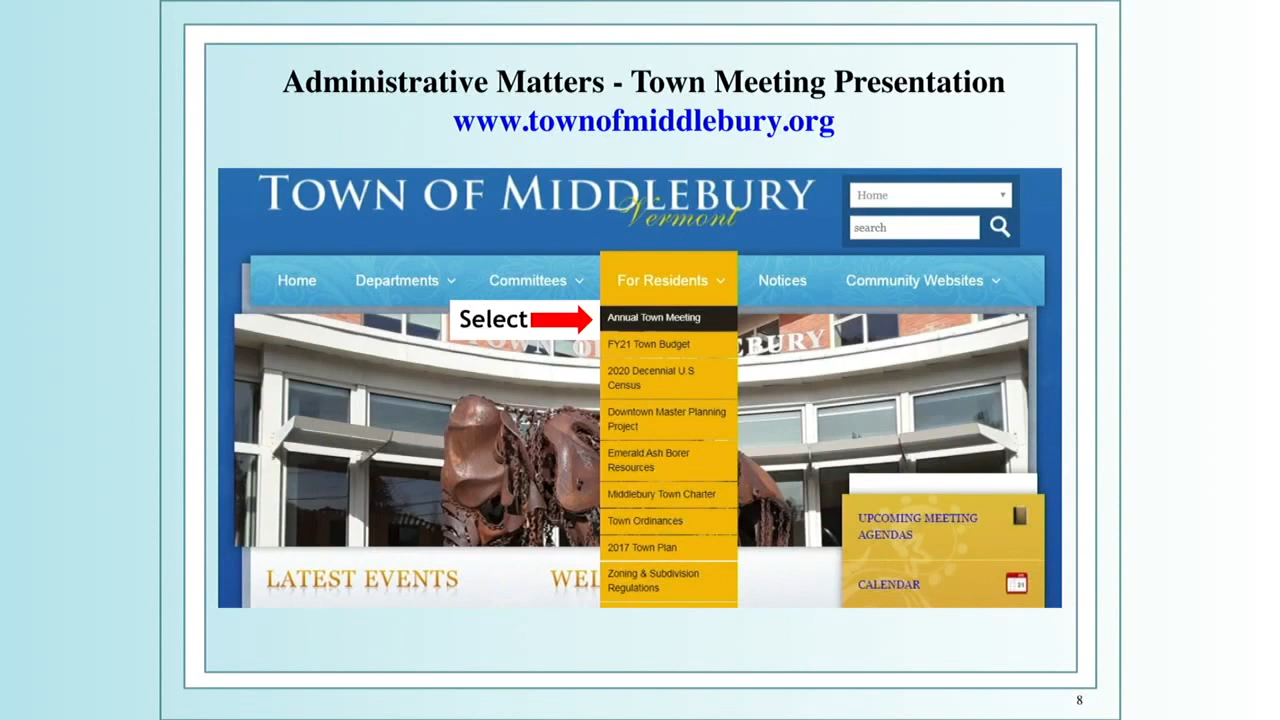 Administrative Matters - Town Meeting Presentation
www.townofmiddlebury.org
TOWN OF MIDDLEBURY
Vermont
Home
search
Home
Departments
Committees
For Residents
Notices
Community Websites
Select
Annual Town Meeting
FY21 Town Budget
2020 Decennial U.S
Census
Downtown Master Planning
Project
Emerald Ash Borer
Resources
Middlebury Town Charter
Town Ordinances
2017 Town Plan
Zoning & Subdivision
Regulations
TOWN O
EBURY
UPCOMING MEETING
AGENDAS
CALENDAR
LATEST EVENTS
WEL
8